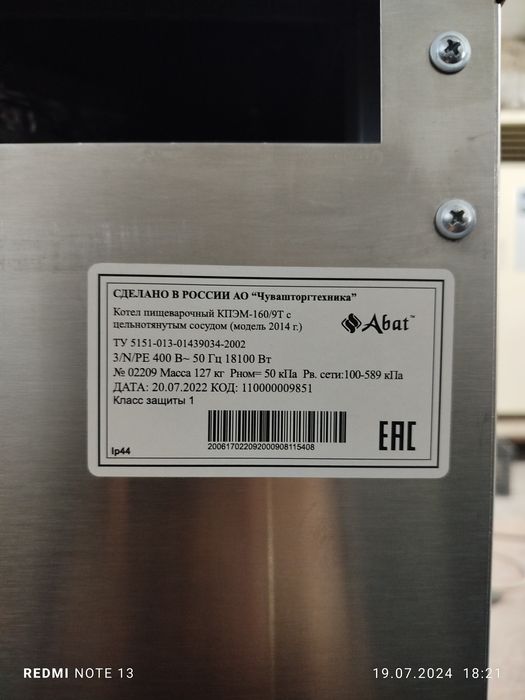 СДЕЛАНО В РОССИИ АО "Чувашторгтехника"
Котел пищеварочный КПЭМ-160/9Т с
цельнотянутым сосудом (модель 2014 г.)
Abat™
ТУ 5151-013-01439034-2002
3/N/PE 400 В~ 50 Гц 18100 Вт
№ 02209 Масса 127 кг Рном= 50 кПа Рв. сети:100-589 кПа
ДАТА: 20.07.2022 КОД: 110000009851
Класс защиты 1
200617022092000908115408
Ip44
EAC
REDMI NOTE 13
19.07.2024 18:21